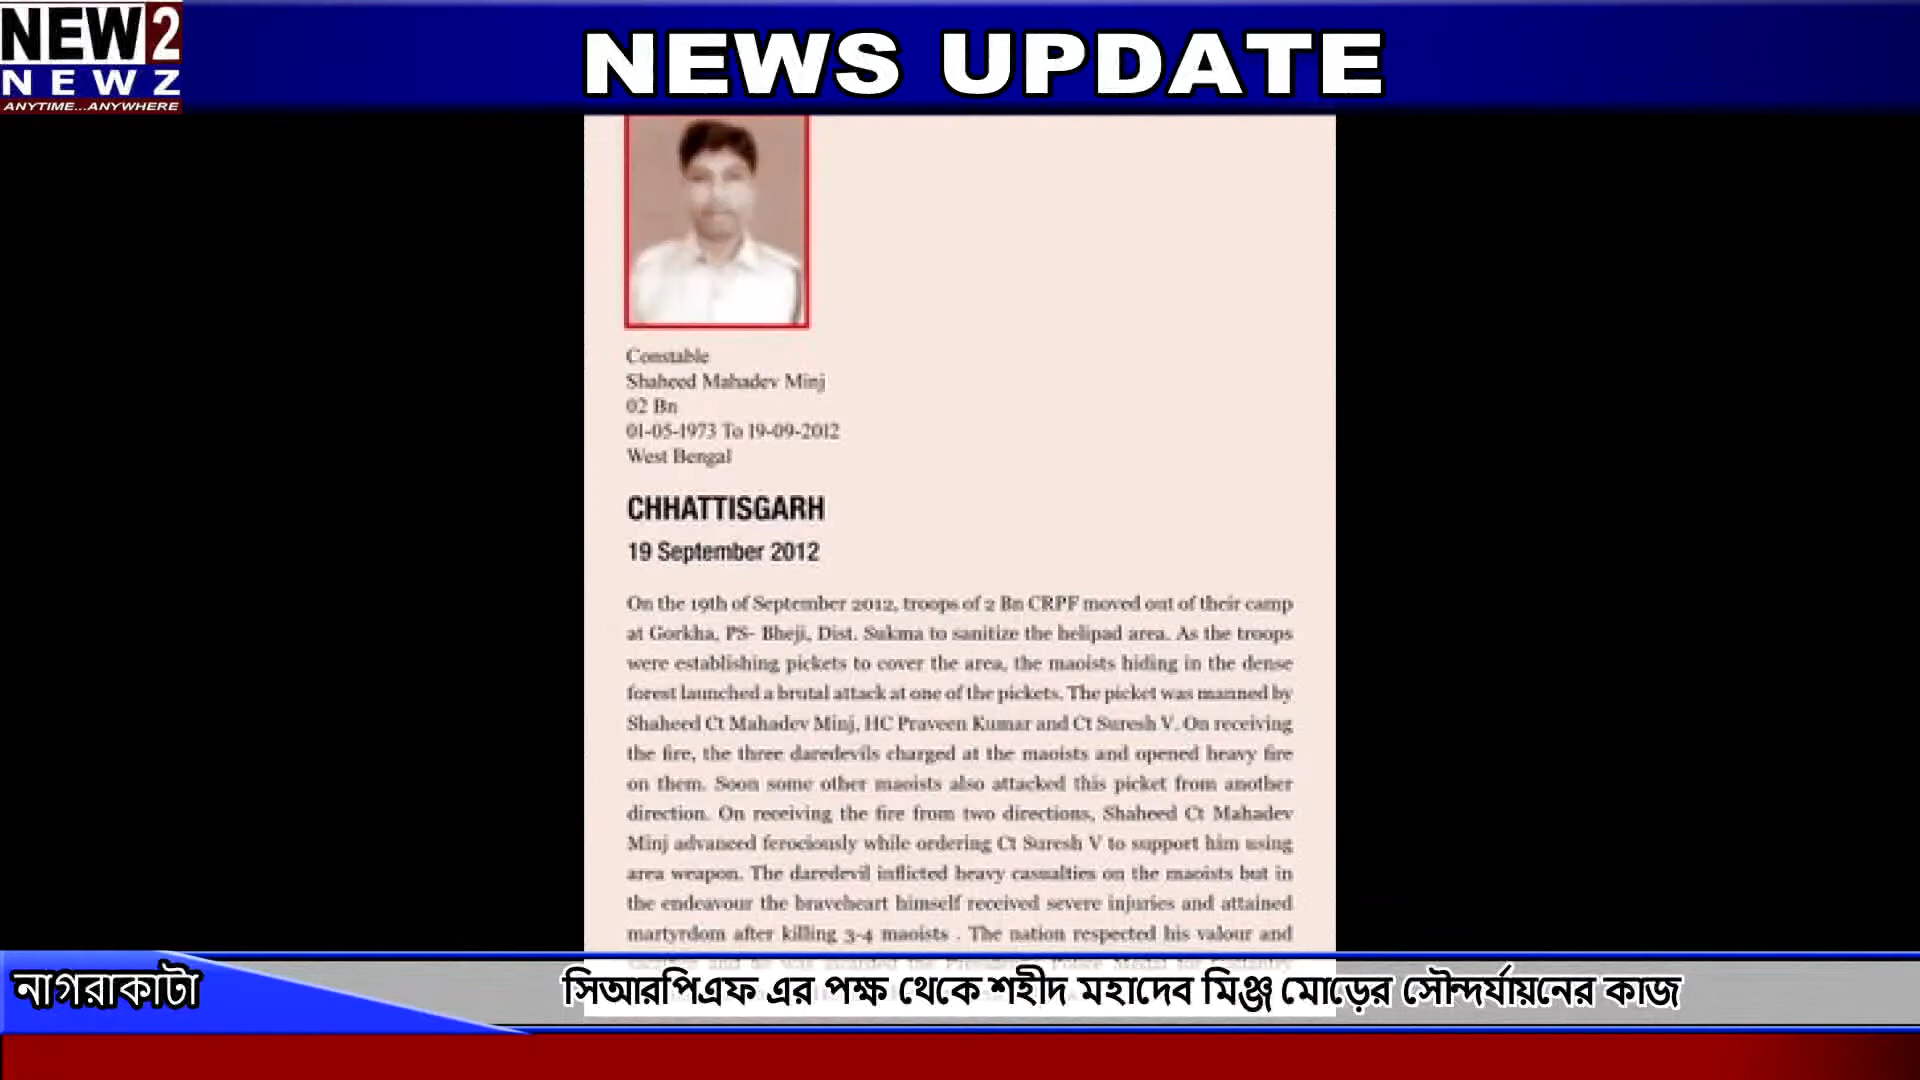 NEW2
NEWZ
ANYTIME...ANYWHERE
NEWS UPDATE
Constable
Shaheed Mahadev Minj
02 Bn
01-05-1973 To 19-09-2012
West Bengal
CHHATTISGARH
19 September 2012
On the 19th of September 2012, troops of 2 Bn CRPF moved out of their camp
at Gorkha, PS- Bheji, Dist. Sukma to sanitize the helipad area. As the troops
were establishing pickets to cover the area, the maoists hiding in the dense
forest launched a brutal attack at one of the pickets. The picket was manned by
Shaheed Ct Mahadev Minj, HC Praveen Kumar and Ct Suresh V. On receiving
the fire, the three daredevils charged at the maoists and opened heavy fire
on them. Soon some other maoists also attacked this picket from another
direction. On receiving the fire from two directions, Shaheed Ct Mahadev
Minj advanced ferociously while ordering Ct Suresh V to support him using
area weapon. The daredevil inflicted heavy casualties on the maoists but in
the endeavour the braveheart himself received severe injuries and attained
martyrdom after killing 3-4 maoists . The nation respected his valour and
নাগরাকাটা
সিআরপিএফ এর পক্ষ থেকে শহীদ মহাদেব মিঞ্জ মোড়ের সৌন্দর্যায়নের কাজ